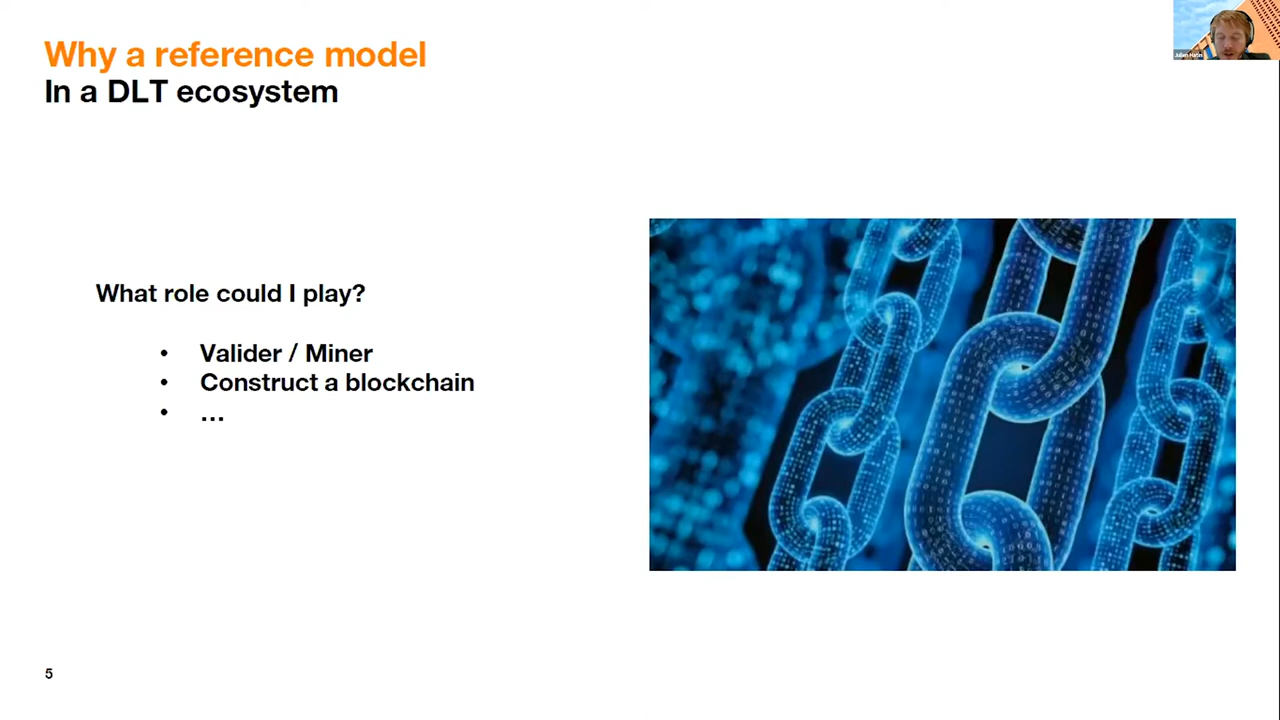 Why a reference model
In a DLT ecosystem
What role could I play?
• Valider / Miner
• Construct a blockchain
• …
5